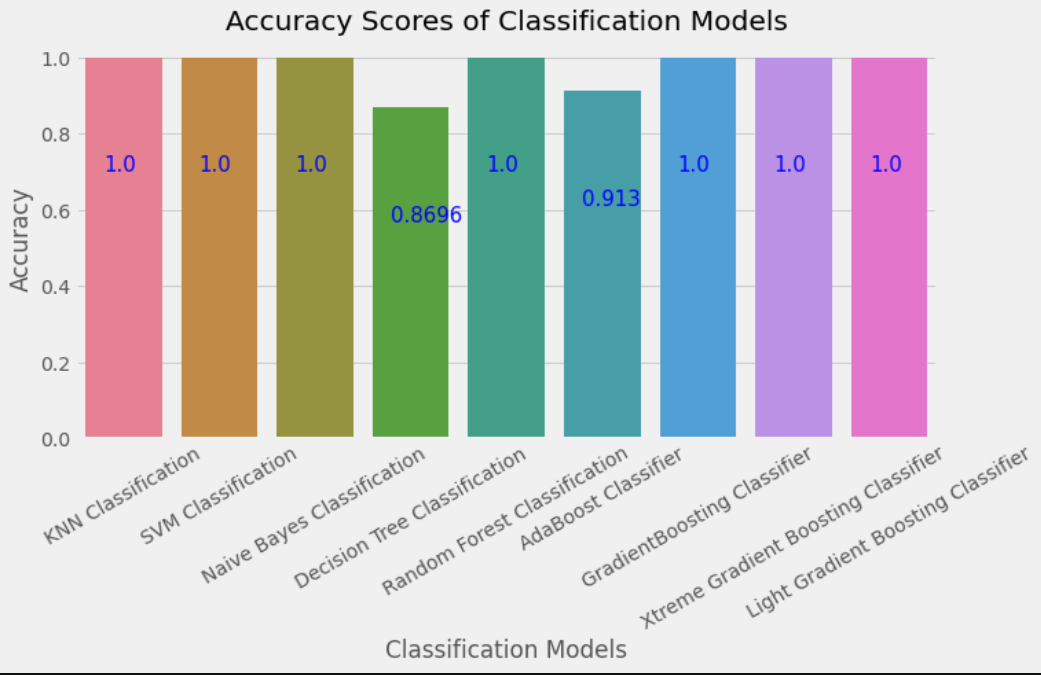 Accuracy Scores of Classification Models
Accuracy
1.0
0.8
0.6
0.4
0.2
0.0
1.0
1.0
1.0
0.8696
1.0
0.913
1.0
1.0
1.0
KNN Classification
SVM Classification
Naive Bayes Classification
Decision Tree Classification
Random Forest Classification
AdaBoost Classifier
GradientBoosting Classifier
Xtreme Gradient Boosting Classifier
Light Gradient Boosting Classifier
Classification Models